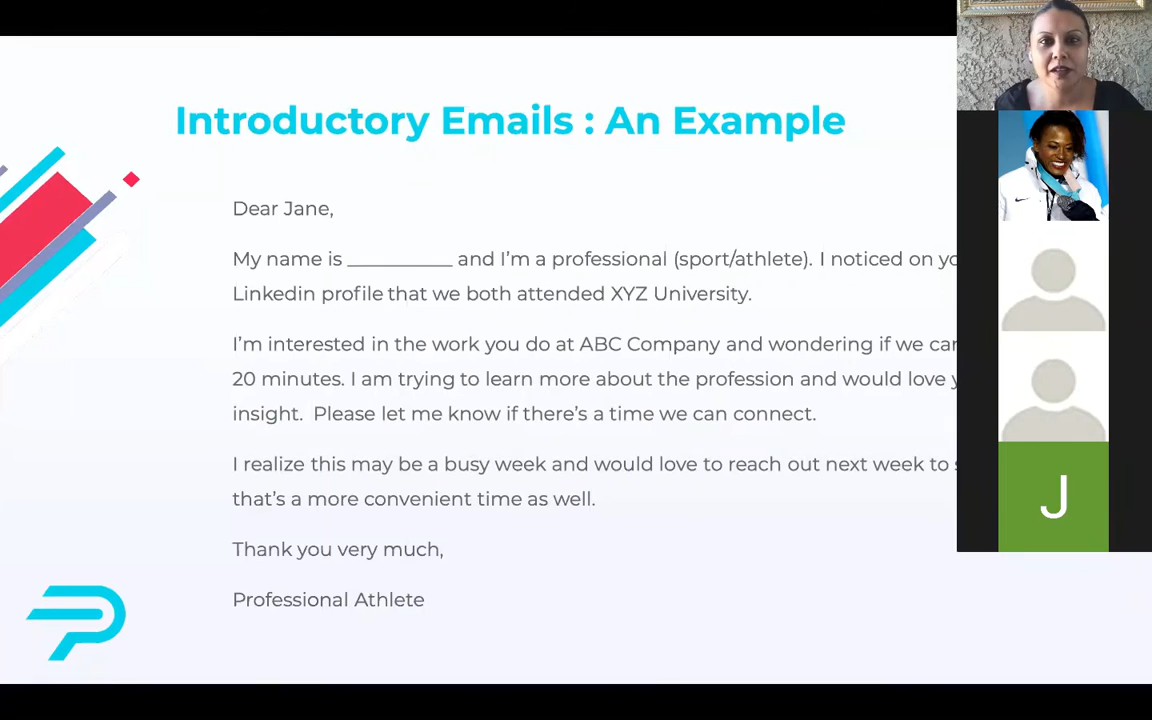 Introductory Emails : An Example
Dear Jane,
My name is __________ and I’m a professional (sport/athlete). I noticed on
Linkedin profile that we both attended XYZ University.
I’m interested in the work you do at ABC Company and wondering if we
20 minutes. I am trying to learn more about the profession and would love
insight.  Please let me know if there’s a time we can connect.
I realize this may be a busy week and would love to reach out next week to
that’s a more convenient time as well.
Thank you very much,
Professional Athlete
J